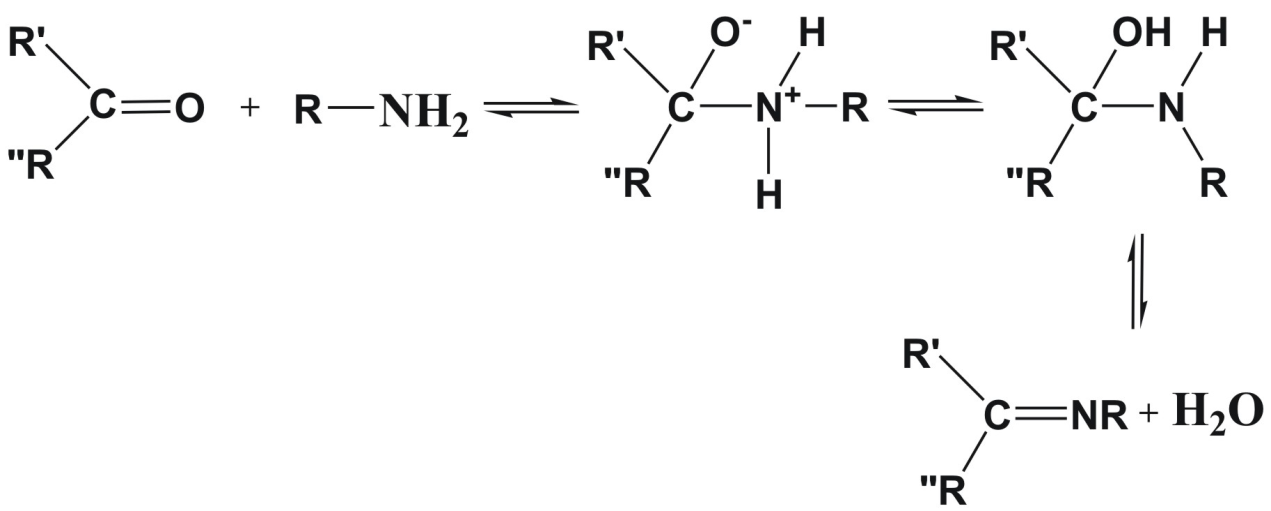 R' O⁻ H R' OH H
R'
C=O + R—NH₂ C—N⁺—R C—N
"R "R H "R R
R'
C=NR + H₂O
"R